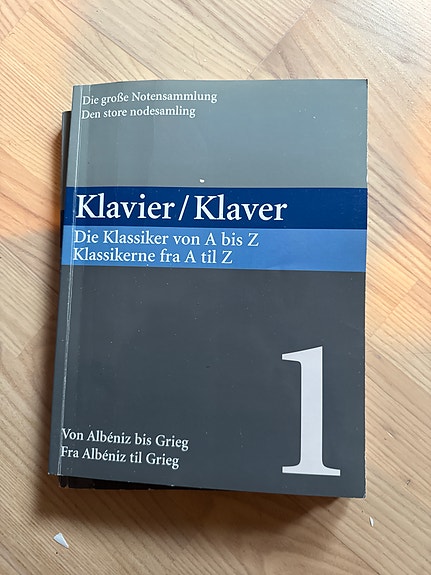 Die große Notensammlung
Den store nodesamling
Klavier / Klaver
Die Klassiker von A bis Z
Klassikerne fra A til Z
1
Von Albéniz bis Grieg
Fra Albéniz til Grieg